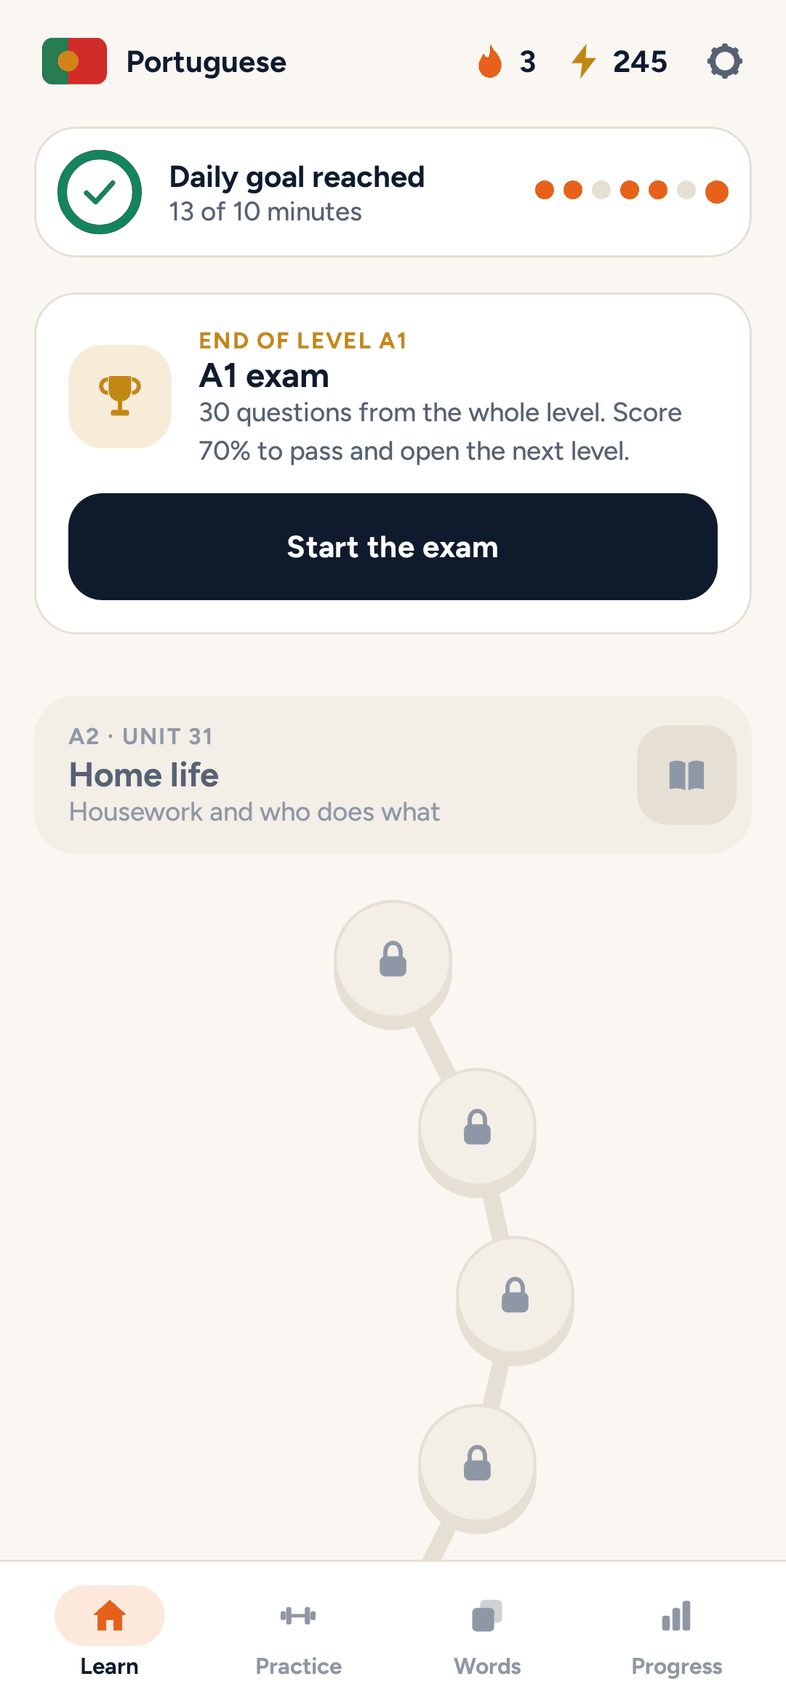 Portuguese
3
245
Daily goal reached
13 of 10 minutes
END OF LEVEL A1
A1 exam
30 questions from the whole level. Score
70% to pass and open the next level.
Start the exam
A2 · UNIT 31
Home life
Housework and who does what
Learn
Practice
Words
Progress